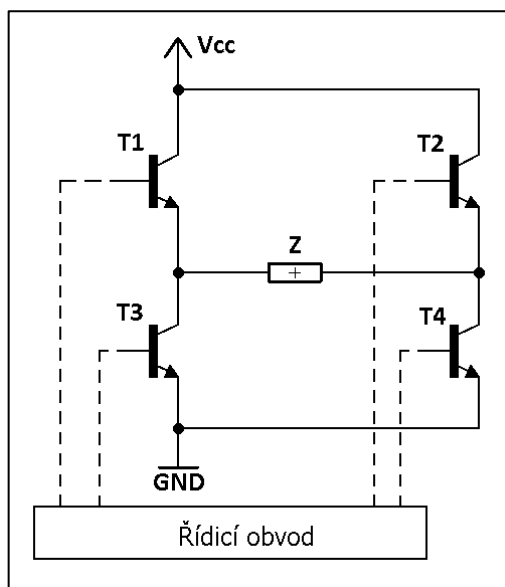 Vcc
T1
T2
Z
T3
T4
GND
Řídicí obvod